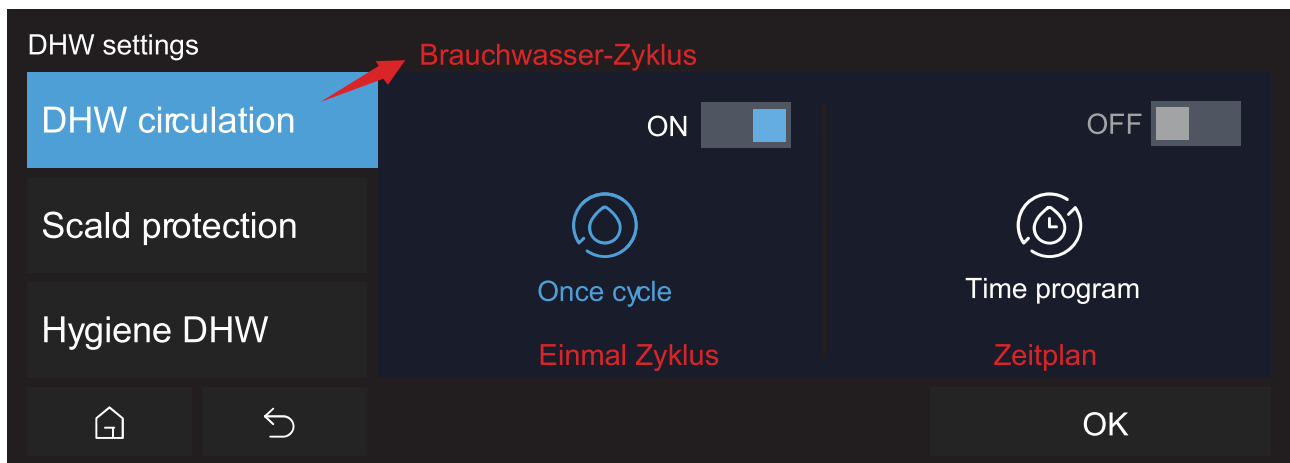 DHW settings
Brauchwasser-Zyklus
DHW circulation
ON
OFF
Scald protection
Once cycle
Time program
Hygiene DHW
Einmal Zyklus
Zeitplan
OK